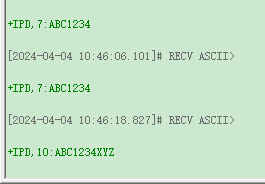 +IPD,7:ABC1234
[2024-04-04 10:46:06.101]# RECV ASCII>
+IPD,7:ABC1234
[2024-04-04 10:46:18.827]# RECV ASCII>
+IPD,10:ABC1234XYZ